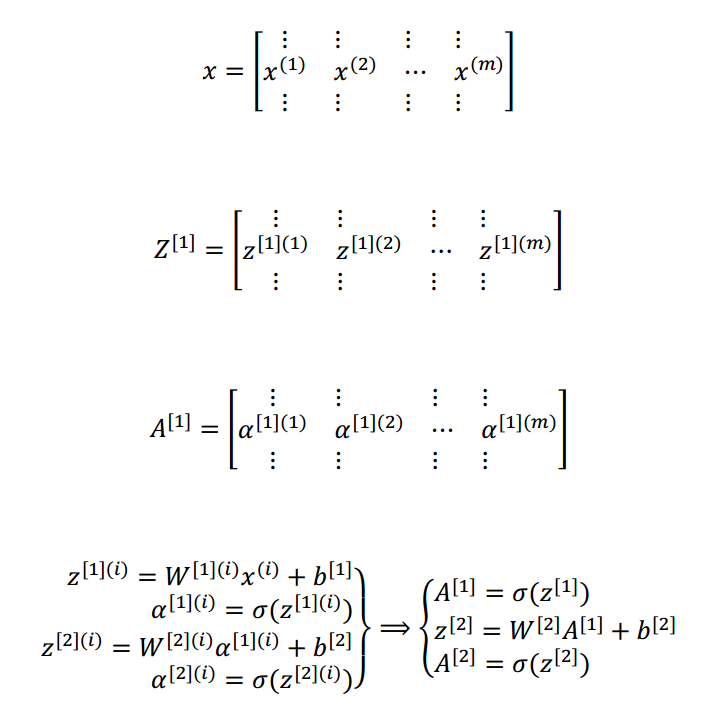 ⋮ ⋮ ⋮ ⋮
x = [x^(1) x^(2) ⋯ x^(m)]
⋮ ⋮ ⋮ ⋮
⋮ ⋮ ⋮ ⋮
Z^[1] = [z^[1](1) z^[1](2) ⋯ z^[1](m)]
⋮ ⋮ ⋮ ⋮
⋮ ⋮ ⋮ ⋮
A^[1] = [α^[1](1) α^[1](2) ⋯ α^[1](m)]
⋮ ⋮ ⋮ ⋮
z^[1](i) = W^[1](i)x^(i) + b^[1]
α^[1](i) = σ(z^[1](i))
z^[2](i) = W^[2](i)α^[1](i) + b^[2]
α^[2](i) = σ(z^[2](i))
} ⟹ {
A^[1] = σ(z^[1])
z^[2] = W^[2]A^[1] + b^[2]
A^[2] = σ(z^[2])